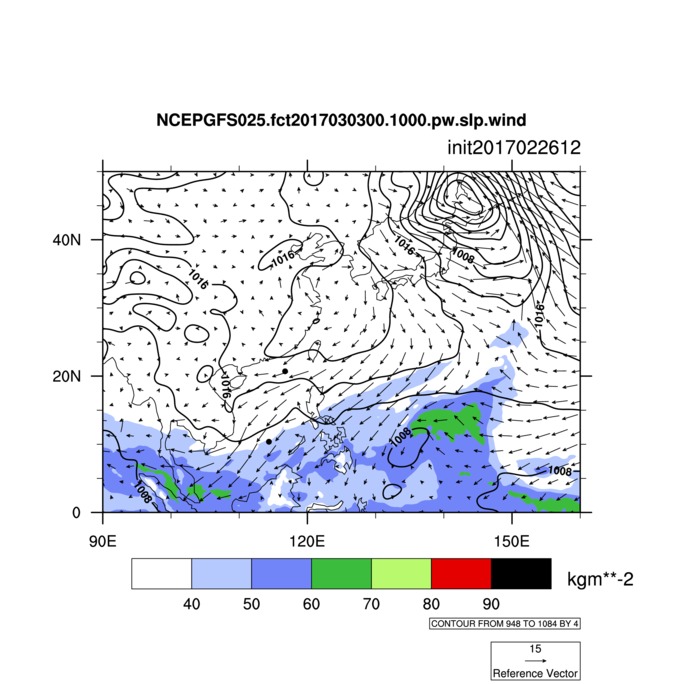 NCEPGFS025.fct2017030300.1000.pw.slp.wind
init2017022612
40N
20N
0
90E 120E 150E
1016
1016
1008
1016
1016
1016
1008
1008
1008
40 50 60 70 80 90
kgm**-2
CONTOUR FROM 948 TO 1084 BY 4
15
Reference Vector